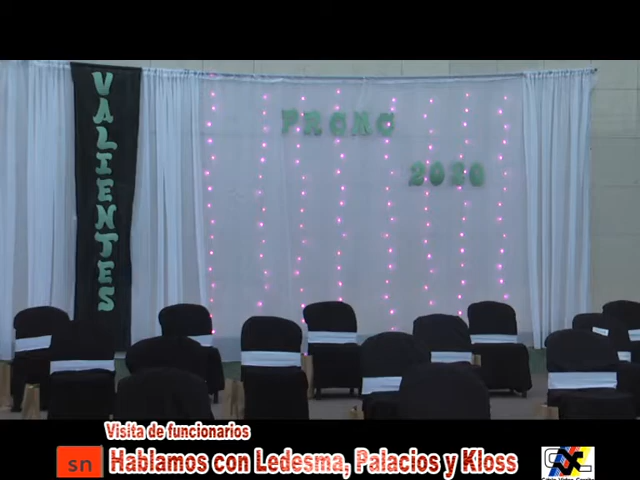 VALIENTES
PROMO
2020
Visita de funcionarios
sn
Hablamos con Ledesma, Palacios y Kloss